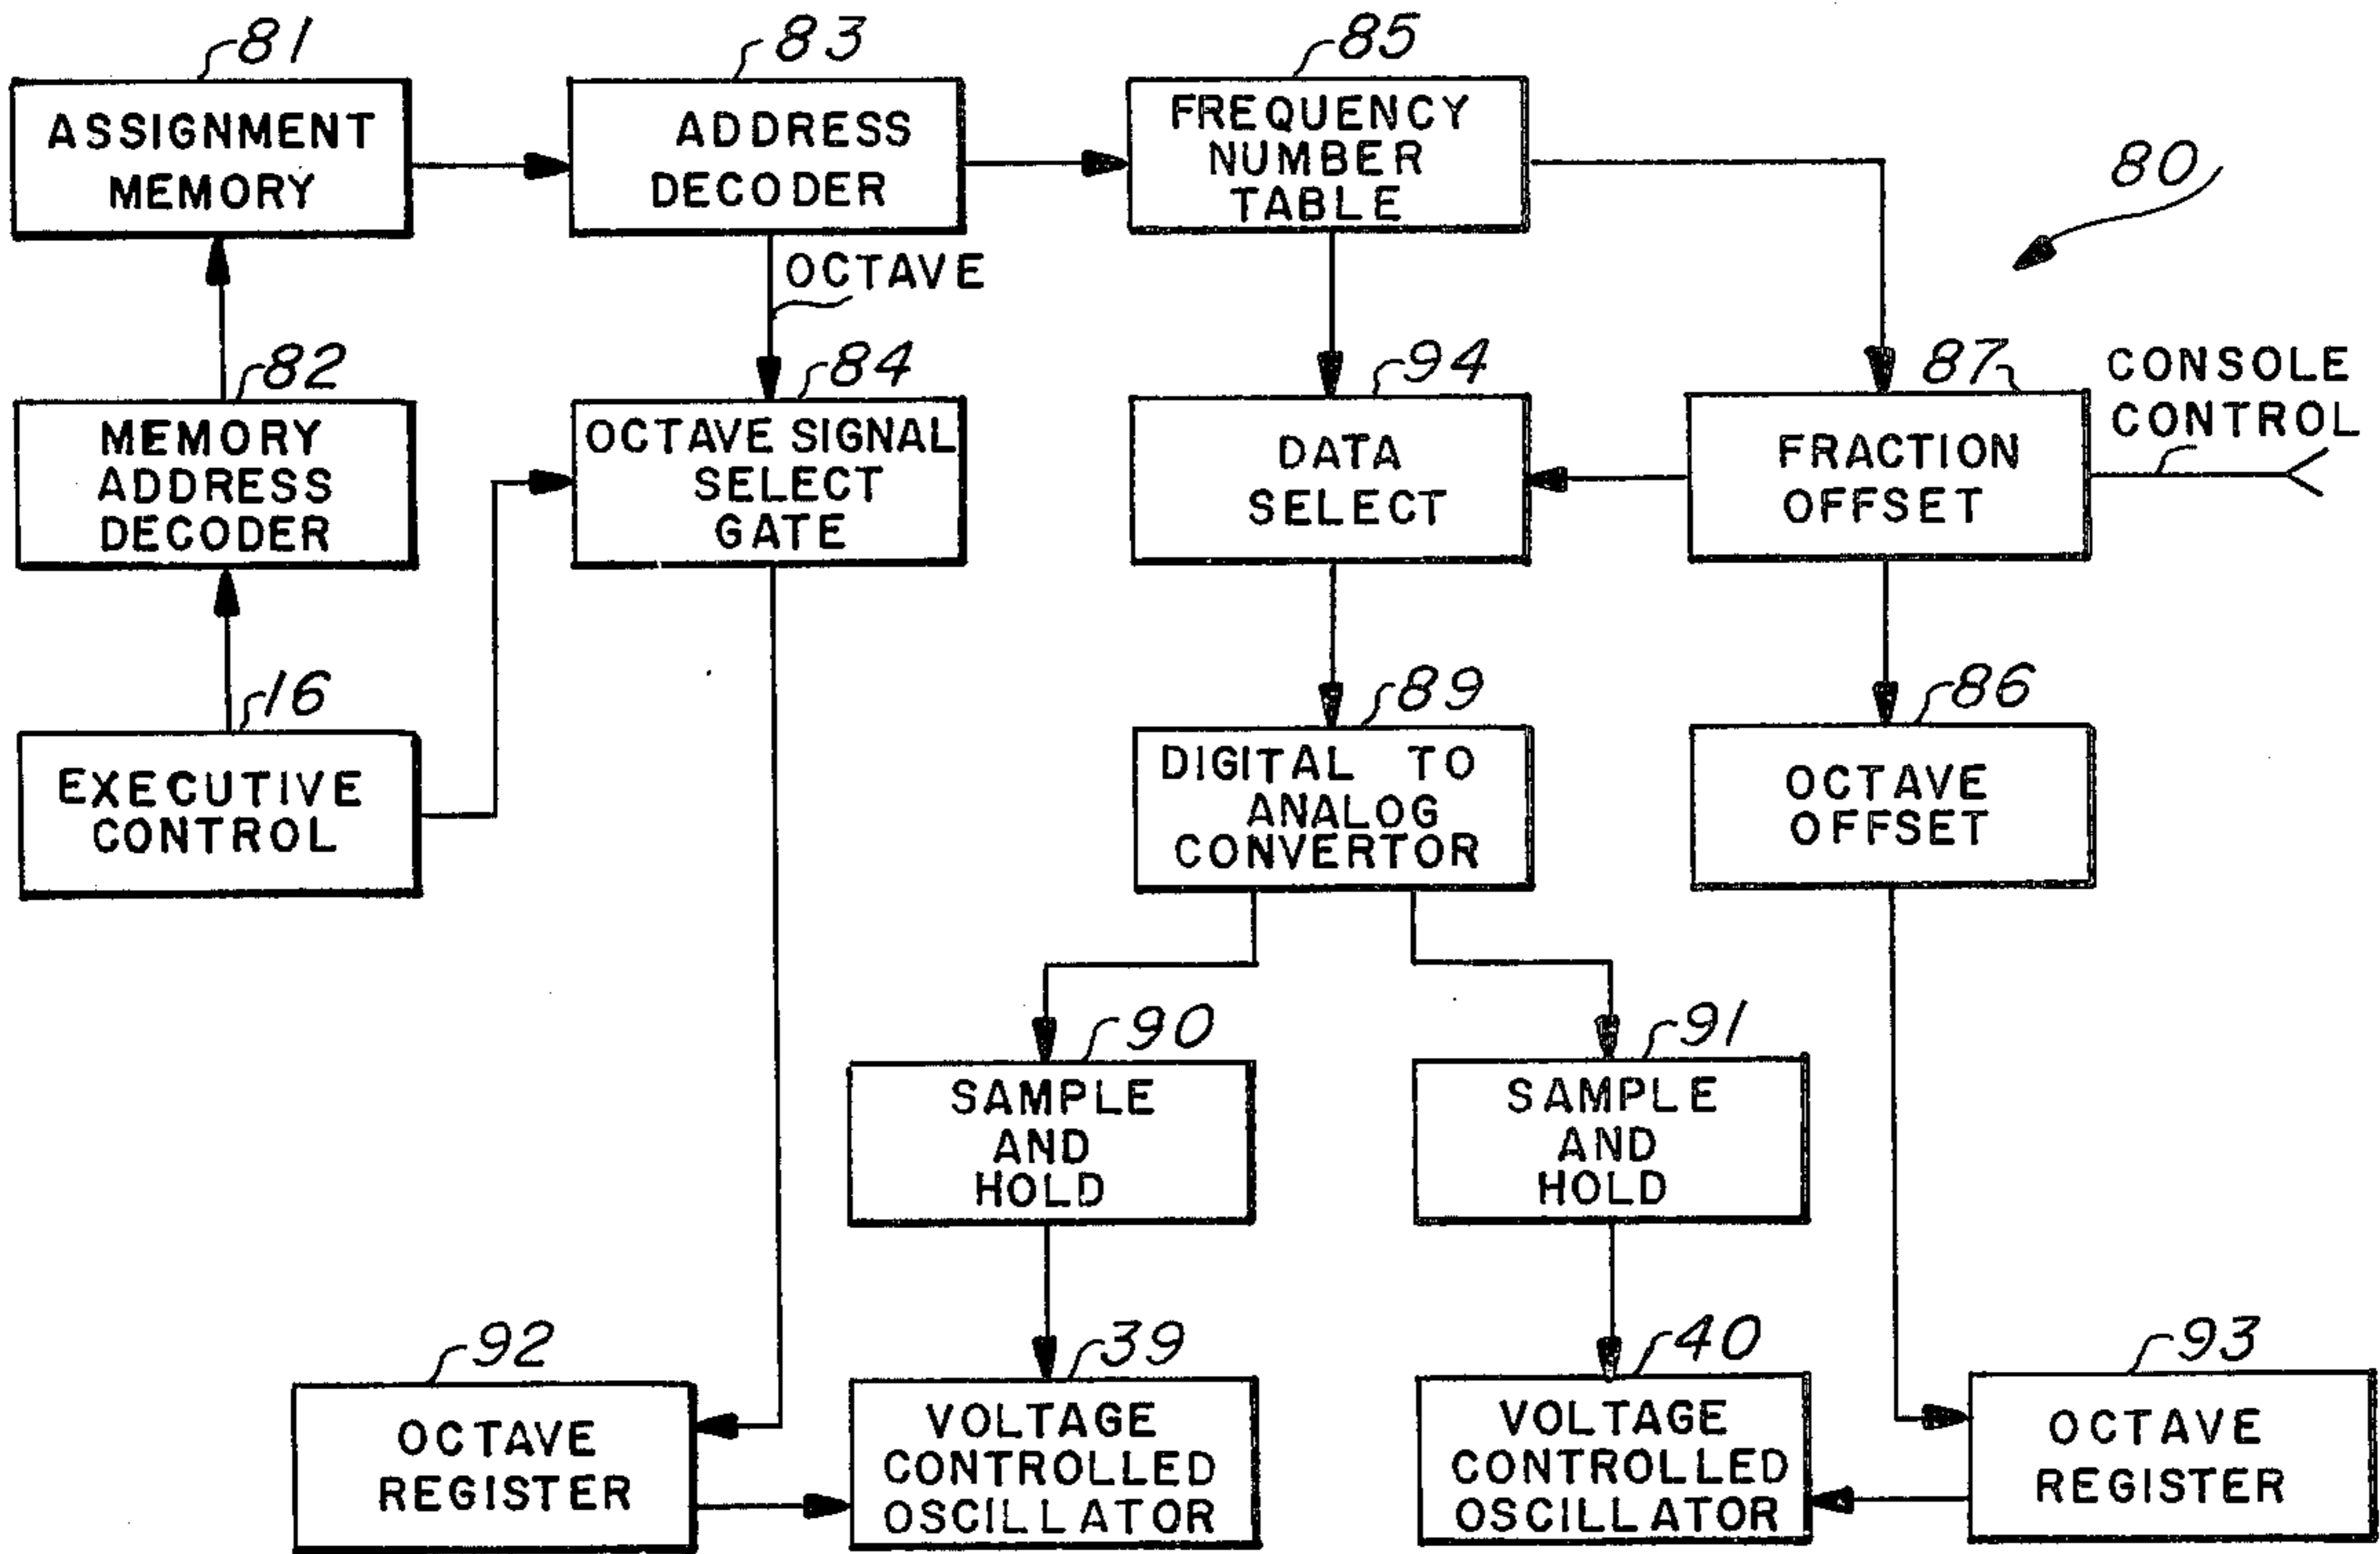 81
ASSIGNMENT
MEMORY
83
ADDRESS
DECODER
85
FREQUENCY
NUMBER
TABLE
80
OCTAVE
82
MEMORY
ADDRESS
DECODER
84
OCTAVE SIGNAL
SELECT
GATE
94
DATA
SELECT
87
FRACTION
OFFSET
CONSOLE
CONTROL
16
EXECUTIVE
CONTROL
89
DIGITAL TO
ANALOG
CONVERTOR
86
OCTAVE
OFFSET
90
SAMPLE
AND
HOLD
91
SAMPLE
AND
HOLD
92
OCTAVE
REGISTER
39
VOLTAGE
CONTROLLED
OSCILLATOR
40
VOLTAGE
CONTROLLED
OSCILLATOR
93
OCTAVE
REGISTER